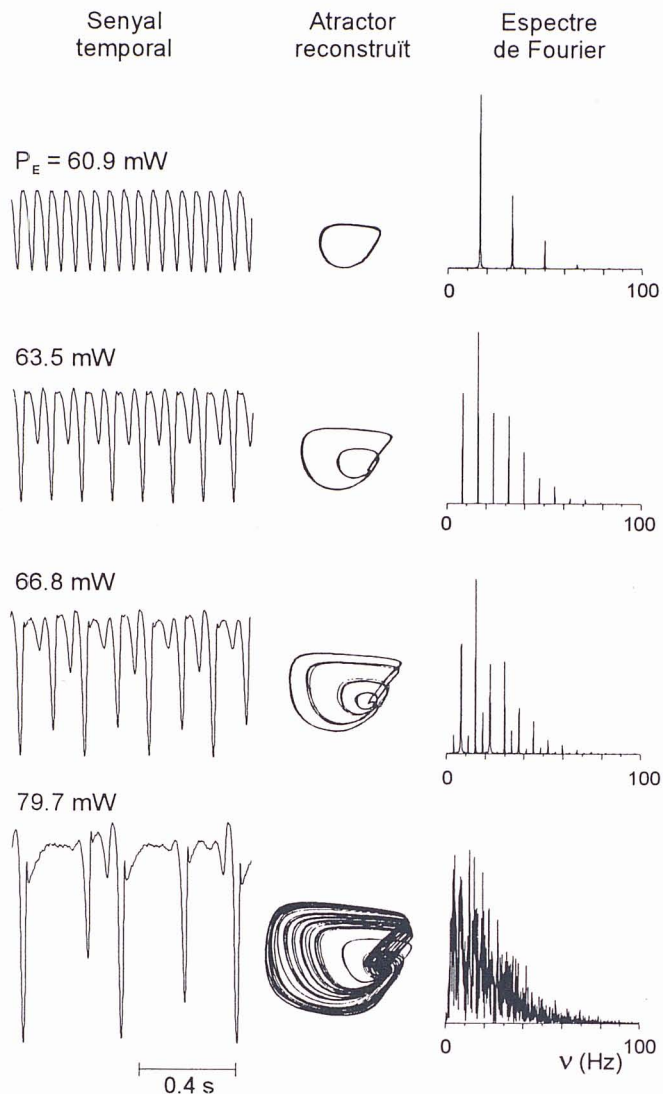 Senyal
temporal
Atractor
reconstruït
Espectre
de Fourier
P_E = 60.9 mW
0 100
63.5 mW
0 100
66.8 mW
0 100
79.7 mW
0 100
ν (Hz)
0.4 s